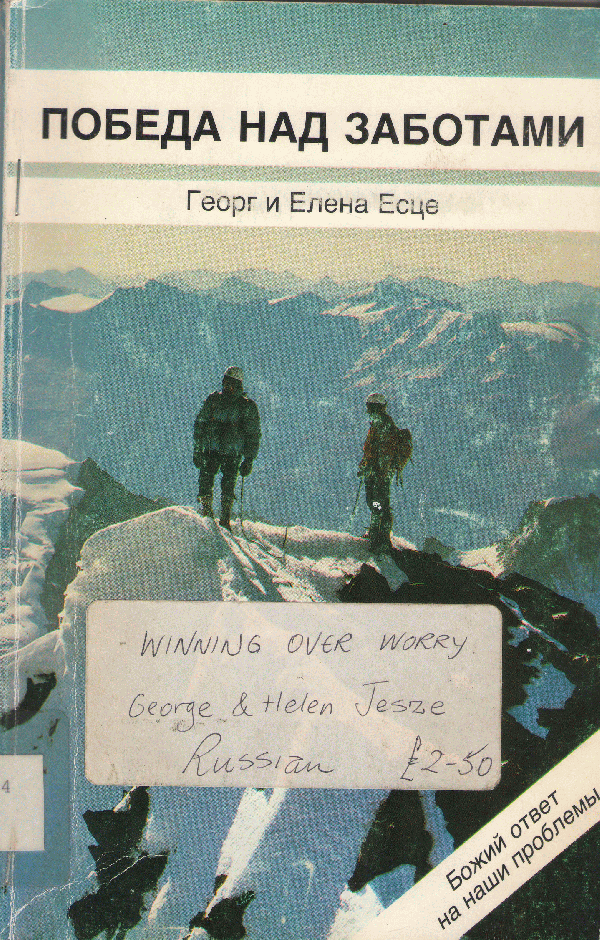 ПОБЕДА НАД ЗАБОТАМИ
Георг и Елена Есце
WINNING OVER WORRY.
George & Helen Jesze
Russian £2-50
4
Божий ответ
на наши проблемы